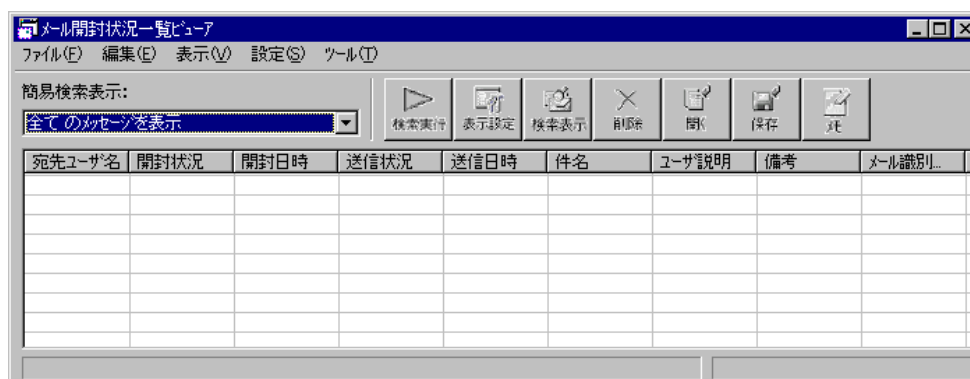 メール開封状況一覧ビューア
ファイル(F) 編集(E) 表示(V) 設定(S) ツール(T)
簡易検索表示:
全てのメッセージを表示
検索実行 表示設定 検索表示 削除 開く 保存 メモ
宛先ユーザ名 開封状況 開封日時 送信状況 送信日時 件名 ユーザ説明 備考 メール識別...